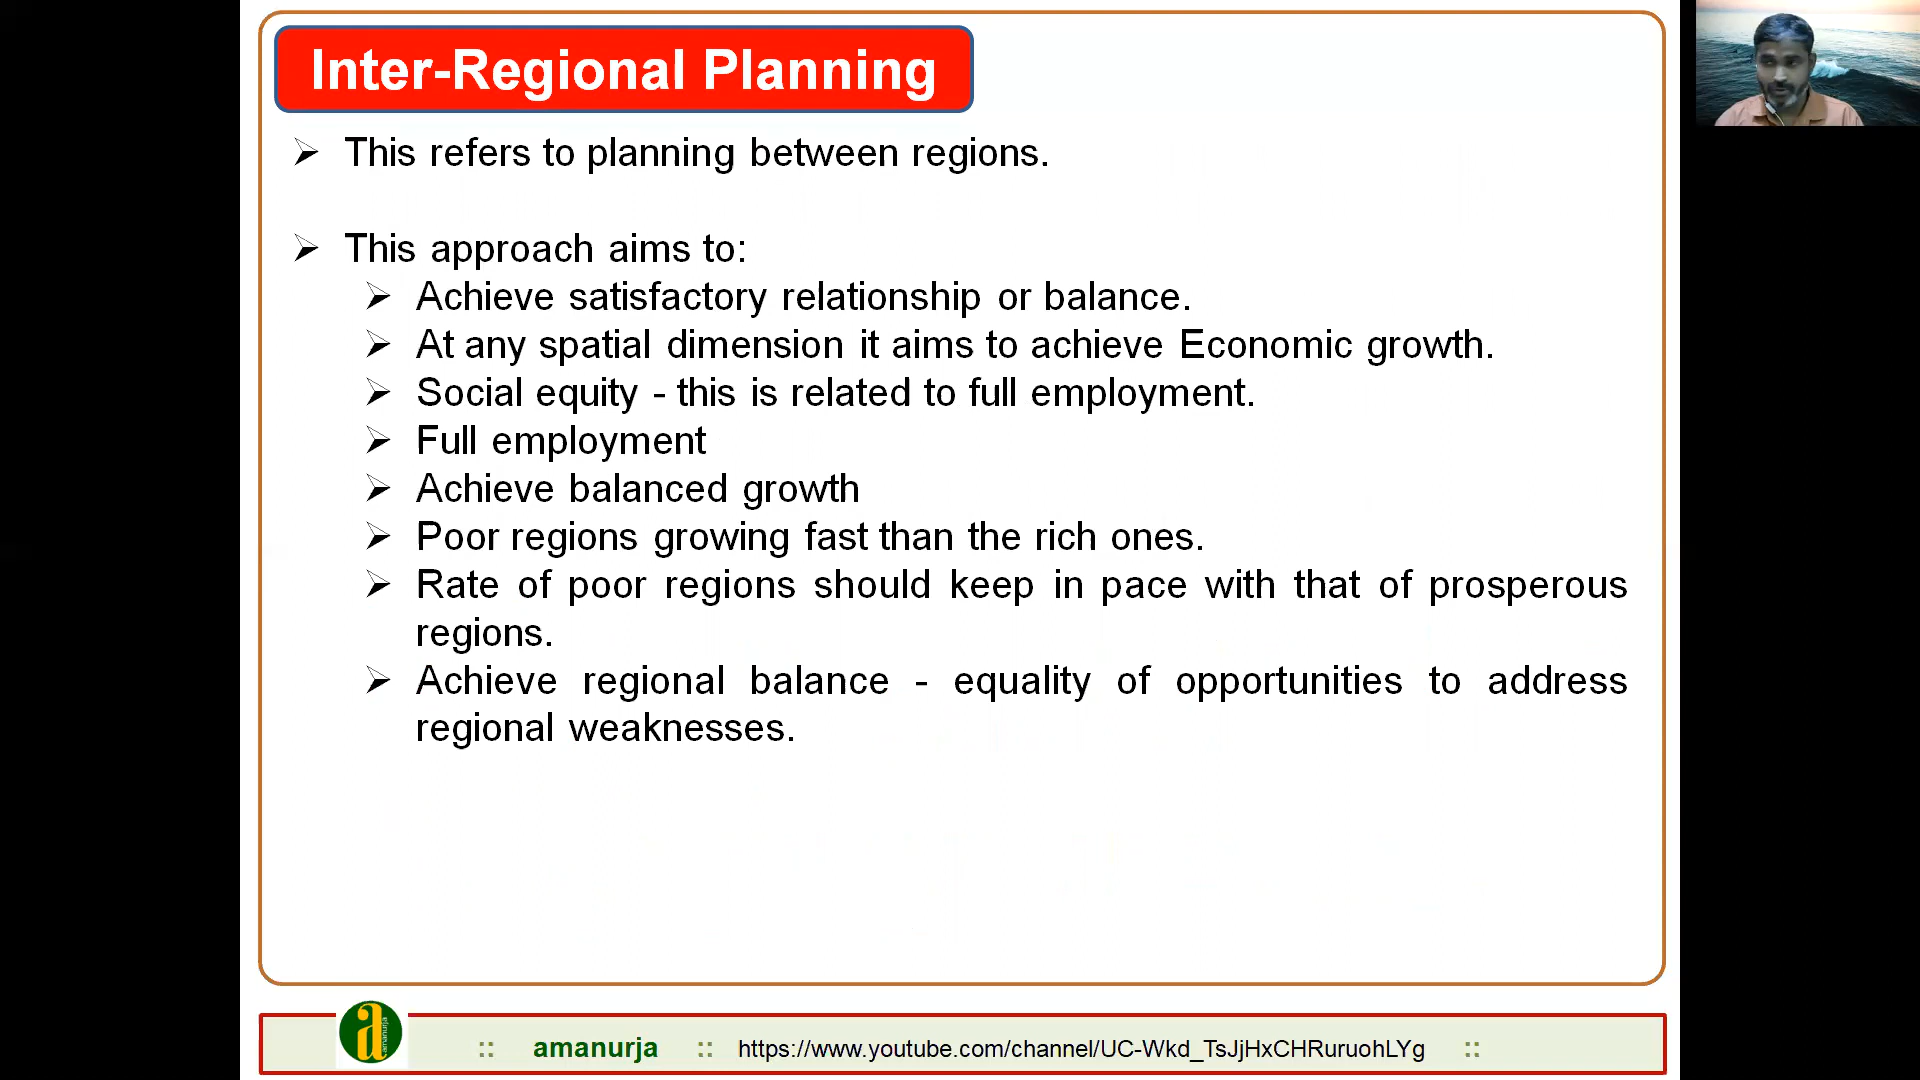 Inter-Regional Planning
➢ This refers to planning between regions.
➢ This approach aims to:
➢ Achieve satisfactory relationship or balance.
➢ At any spatial dimension it aims to achieve Economic growth.
➢ Social equity - this is related to full employment.
➢ Full employment
➢ Achieve balanced growth
➢ Poor regions growing fast than the rich ones.
➢ Rate of poor regions should keep in pace with that of prosperous
regions.
➢ Achieve regional balance - equality of opportunities to address
regional weaknesses.
a amanurja
:: amanurja :: https://www.youtube.com/channel/UC-Wkd_TsJjHxCHRuruohLYg ::